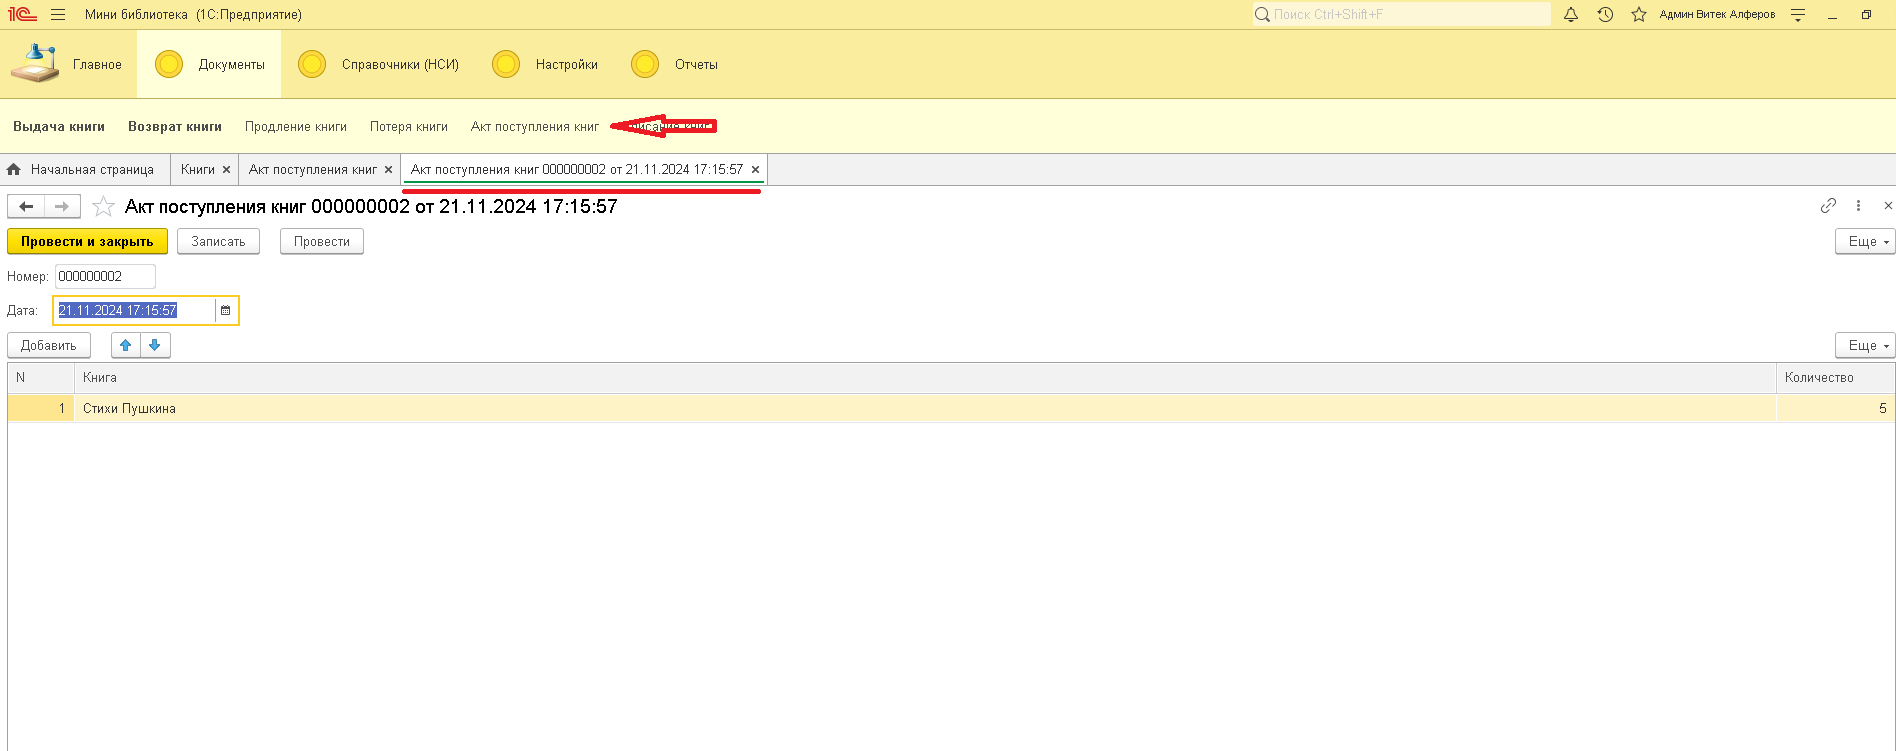 1С Мини библиотека (1С:Предприятие) Поиск Ctrl+Shift+F Админ Витек Алферов
Главное Документы Справочники (НСИ) Настройки Отчеты
Выдача книги Возврат книги Продление книги Потеря книги Акт поступления книг
Начальная страница Книги Акт поступления книг Акт поступления книг 000000002 от 21.11.2024 17:15:57
Акт поступления книг 000000002 от 21.11.2024 17:15:57
Провести и закрыть Записать Провести Еще
Номер: 000000002
Дата: 21.11.2024 17:15:57
Добавить Еще
N Книга Количество
1 Стихи Пушкина 5